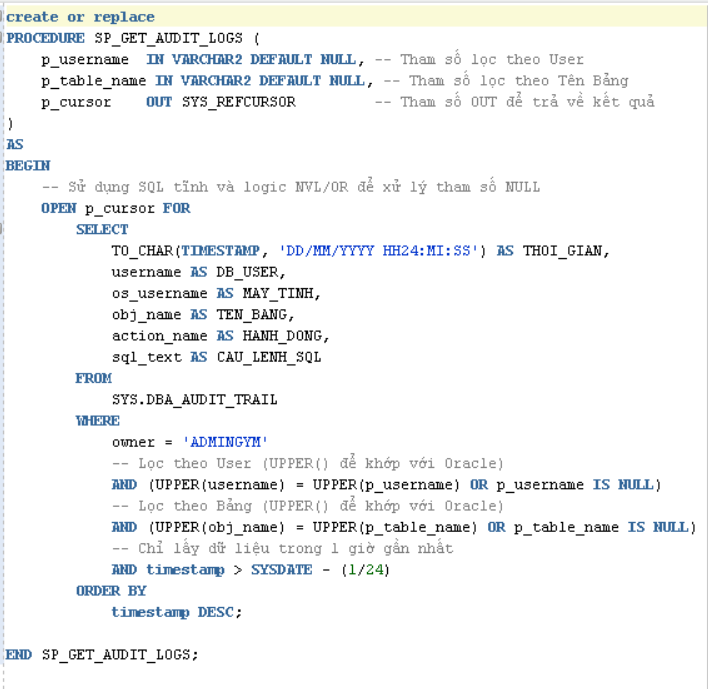 create or replace
PROCEDURE SP_GET_AUDIT_LOGS (
    p_username  IN VARCHAR2 DEFAULT NULL, -- Tham số lọc theo User
    p_table_name IN VARCHAR2 DEFAULT NULL, -- Tham số lọc theo Tên Bảng
    p_cursor    OUT SYS_REFCURSOR         -- Tham số OUT để trả về kết quả
)
AS
BEGIN
    -- Sử dụng SQL tĩnh và logic NVL/OR để xử lý tham số NULL
    OPEN p_cursor FOR
        SELECT
            TO_CHAR(TIMESTAMP, 'DD/MM/YYYY HH24:MI:SS') AS THOI_GIAN,
            username AS DB_USER,
            os_username AS MAY_TINH,
            obj_name AS TEN_BANG,
            action_name AS HANH_DONG,
            sql_text AS CAU_LENH_SQL
        FROM
            SYS.DBA_AUDIT_TRAIL
        WHERE
            owner = 'ADMINGYM'
            -- Lọc theo User (UPPER() để khớp với Oracle)
            AND (UPPER(username) = UPPER(p_username) OR p_username IS NULL)
            -- Lọc theo Bảng (UPPER() để khớp với Oracle)
            AND (UPPER(obj_name) = UPPER(p_table_name) OR p_table_name IS NULL)
            -- Chỉ lấy dữ liệu trong 1 giờ gần nhất
            AND timestamp > SYSDATE - (1/24)
        ORDER BY
            timestamp DESC;

END SP_GET_AUDIT_LOGS;